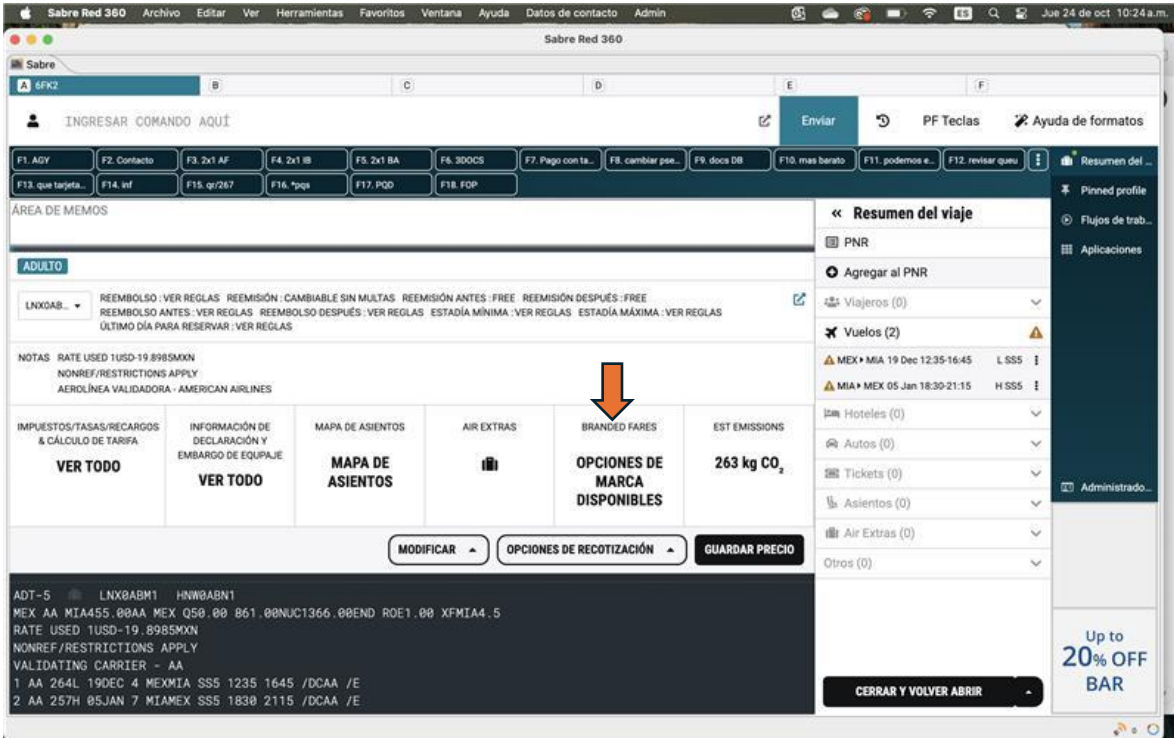 Sabre Red 360 Archivo Editar Ver Herramientas Favoritos Ventana Ayuda Datos de contacto Admin ES Jue 24 de oct 10:24 a.m.
Sabre Red 360
Sabre
A 6FK2 B C D E F
INGRESAR COMANDO AQUÍ Enviar PF Teclas Ayuda de formatos
F1. AGY F2. Contacto F3. 2x1 AF F4. 2x1 IB F5. 2x1 BA F6. 3DOCS F7. Pago con ta... F8. cambiar pse... F9. docs DB F10. mas barato F11. podemos e... F12. revisar queu
F13. que tarjeta... F14. inf F15. qr/267 F16. *pqs F17. PQD F18. FOP
Resumen del ...
Pinned profile
Flujos de trab...
Aplicaciones
Administrado...
ÁREA DE MEMOS
ADULTO
LNX0AB...
REEMBOLSO : VER REGLAS REEMISIÓN : CAMBIABLE SIN MULTAS REEMISIÓN ANTES : FREE REEMISIÓN DESPUÉS : FREE
REEMBOLSO ANTES : VER REGLAS REEMBOLSO DESPUÉS : VER REGLAS ESTADÍA MÍNIMA : VER REGLAS ESTADÍA MÁXIMA : VER REGLAS
ÚLTIMO DÍA PARA RESERVAR : VER REGLAS
NOTAS RATE USED 1USD-19.8985MXN
NONREF/RESTRICTIONS APPLY
AEROLÍNEA VALIDADORA - AMERICAN AIRLINES
IMPUESTOS/TASAS/RECARGOS
& CÁLCULO DE TARIFA
VER TODO
INFORMACIÓN DE
DECLARACIÓN Y
EMBARGO DE EQUPAJE
VER TODO
MAPA DE ASIENTOS
MAPA DE
ASIENTOS
AIR EXTRAS
BRANDED FARES
OPCIONES DE
MARCA
DISPONIBLES
EST EMISSIONS
263 kg CO2
MODIFICAR OPCIONES DE RECOTIZACIÓN GUARDAR PRECIO
ADT-5 LNX0ABM1 HNW0ABN1
MEX AA MIA455.00AA MEX Q50.00 861.00NUC1366.00END ROE1.00 XFMIA4.5
RATE USED 1USD-19.8985MXN
NONREF/RESTRICTIONS APPLY
VALIDATING CARRIER - AA
1 AA 264L 19DEC 4 MEXMIA SS5 1235 1645 /DCAA /E
2 AA 257H 05JAN 7 MIAMEX SS5 1830 2115 /DCAA /E
« Resumen del viaje
PNR
Agregar al PNR
Viajeros (0)
Vuelos (2)
MEX MIA 19 Dec 12:35-16:45 L SS5
MIA MEX 05 Jan 18:30-21:15 H SS5
Hoteles (0)
Autos (0)
Tickets (0)
Asientos (0)
Air Extras (0)
Otros (0)
CERRAR Y VOLVER ABRIR
Up to
20% OFF
BAR